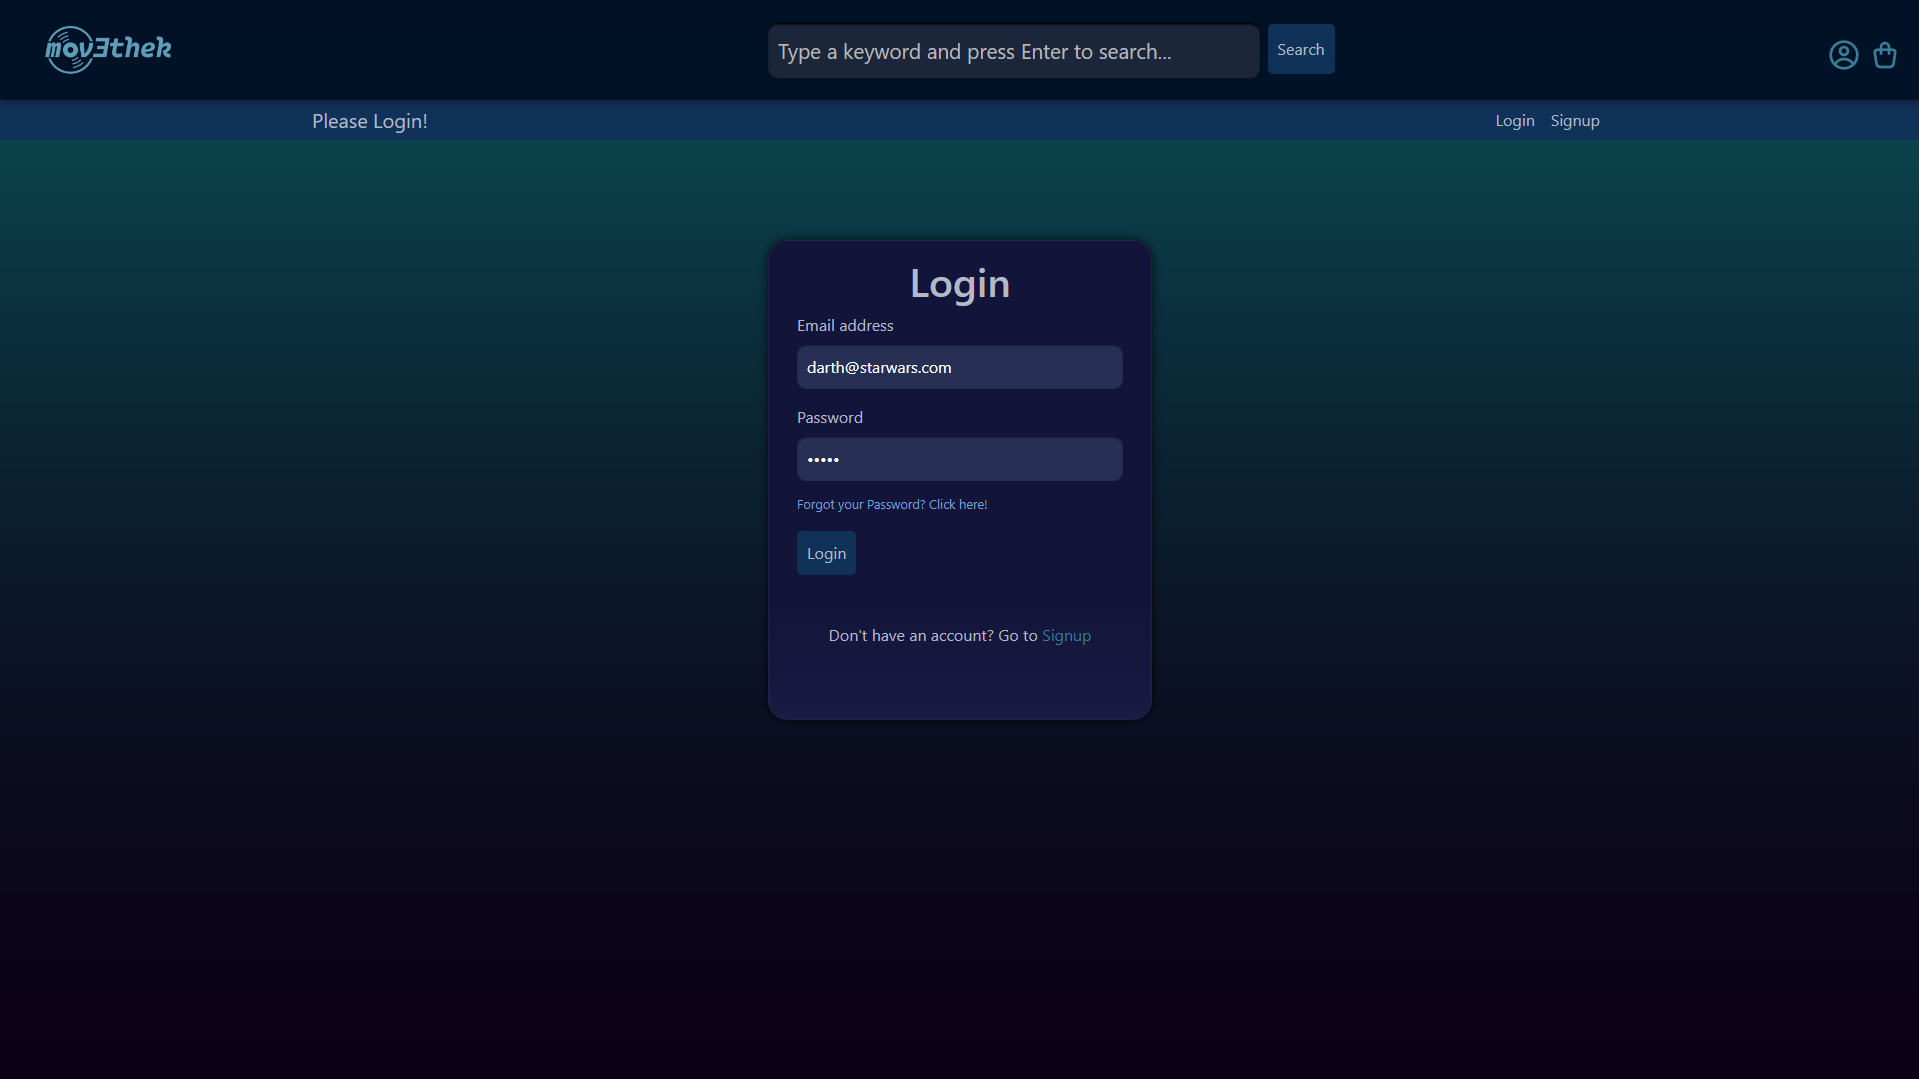 movƎthek
Type a keyword and press Enter to search...
Search
Please Login!
Login
Signup
Login
Email address
darth@starwars.com
Password
•••••
Forgot your Password? Click here!
Login
Don't have an account? Go to Signup